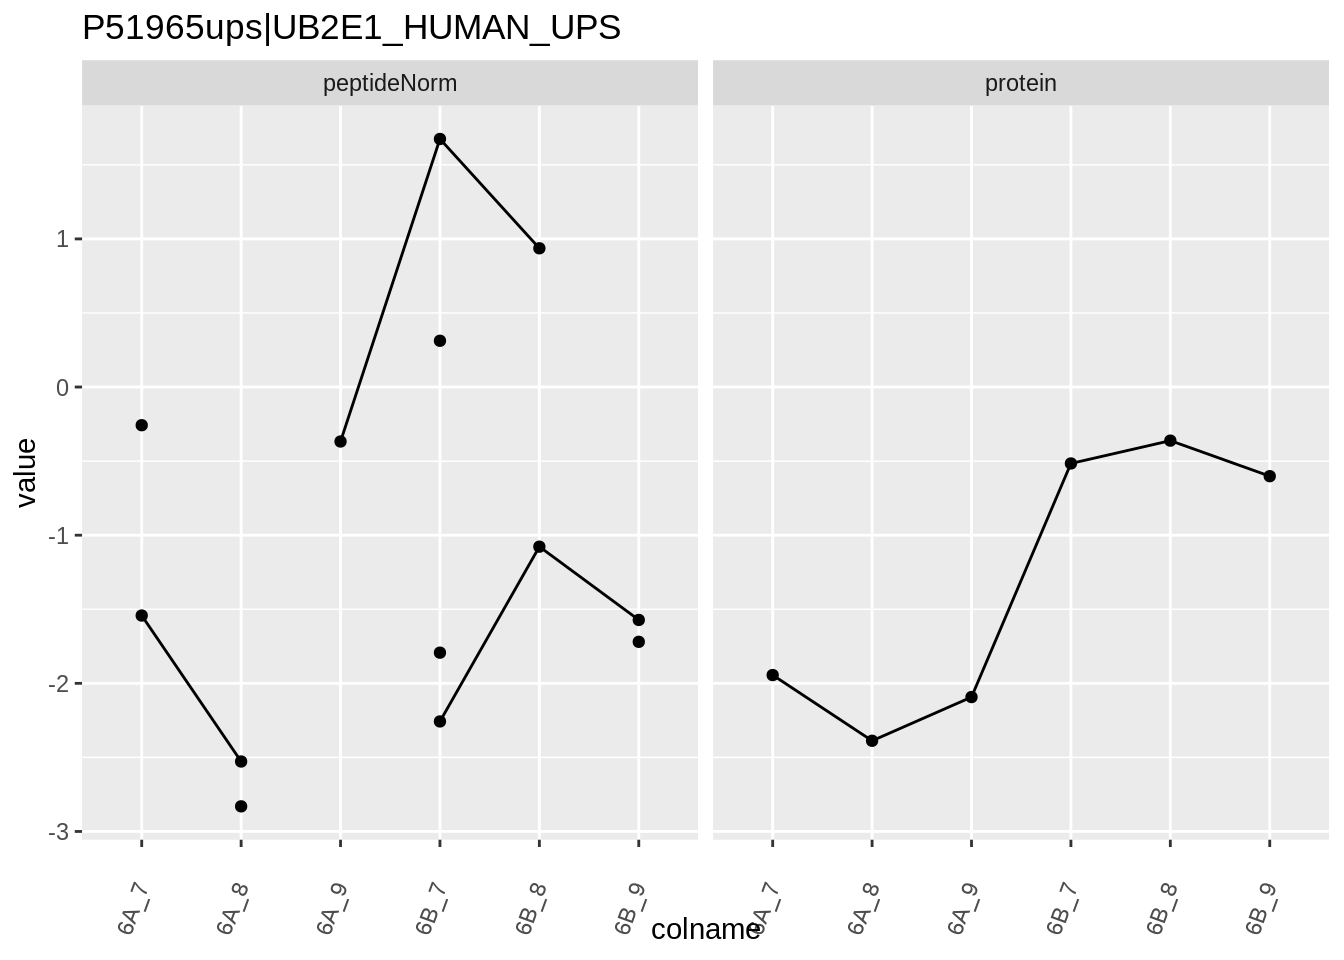 P51965ups|UB2E1_HUMAN_UPS
peptideNorm
protein
value
1
0
-1
-2
-3
6A_7
6A_8
6A_9
6B_7
6B_8
6B_9
6A_7
6A_8
6A_9
6B_7
6B_8
6B_9
colname